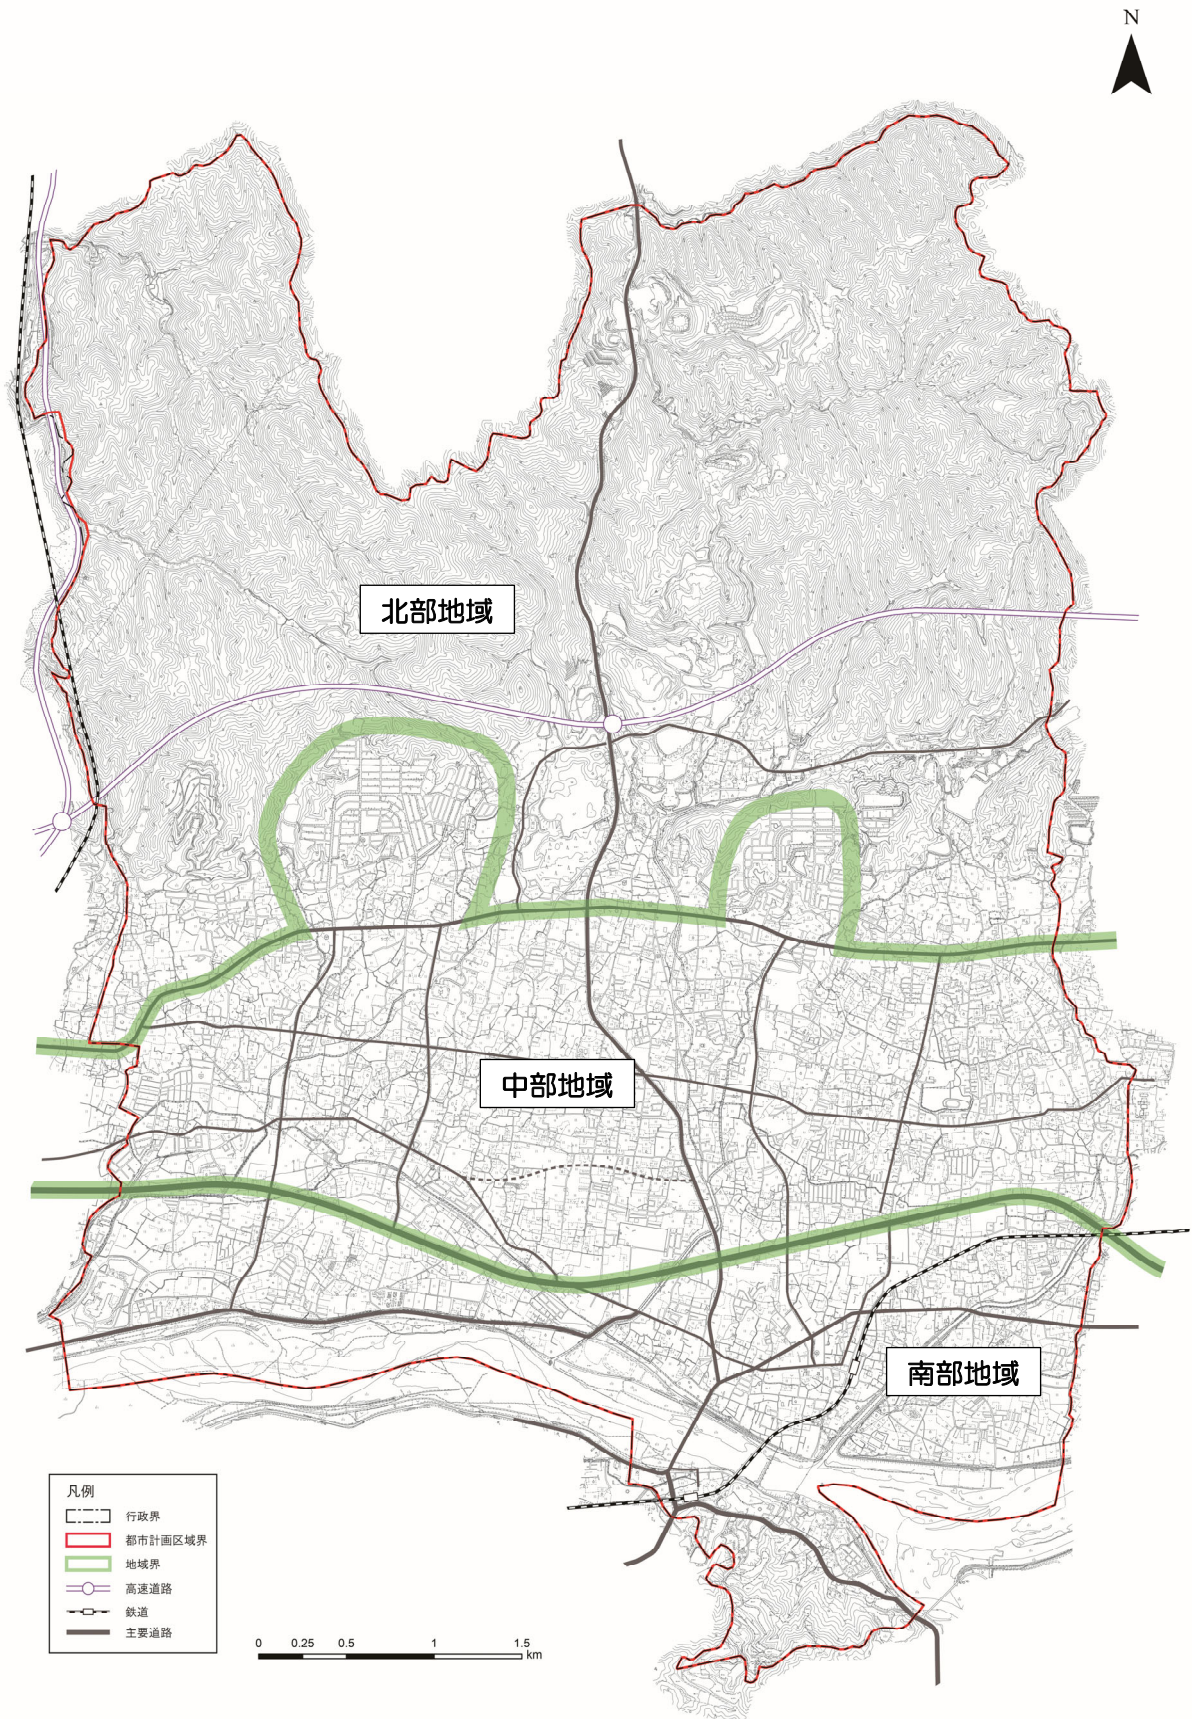 N
北部地域
中部地域
南部地域
凡例
行政界
都市計画区域界
地域界
高速道路
鉄道
主要道路
0 0.25 0.5 1 1.5
km